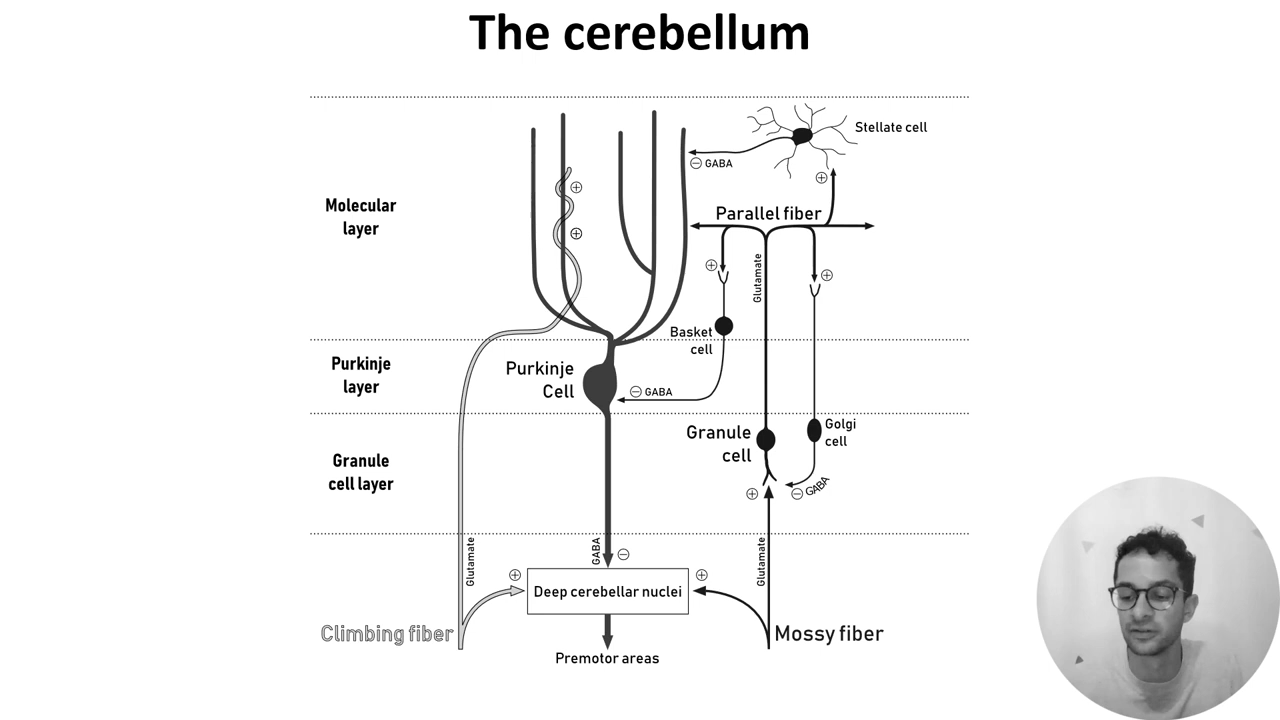 The cerebellum
Stellate cell
⊖ GABA
⊕
Molecular
layer
⊕
⊕
Parallel fiber
⊕
Glutamate
⊕
Basket
cell
Purkinje
layer
Purkinje
Cell
⊖ GABA
Granule
cell
Golgi
cell
Granule
cell layer
⊕
⊖ GABA
Glutamate
GABA
⊖
Glutamate
⊕
⊕
Deep cerebellar nuclei
Climbing fiber
Mossy fiber
Premotor areas